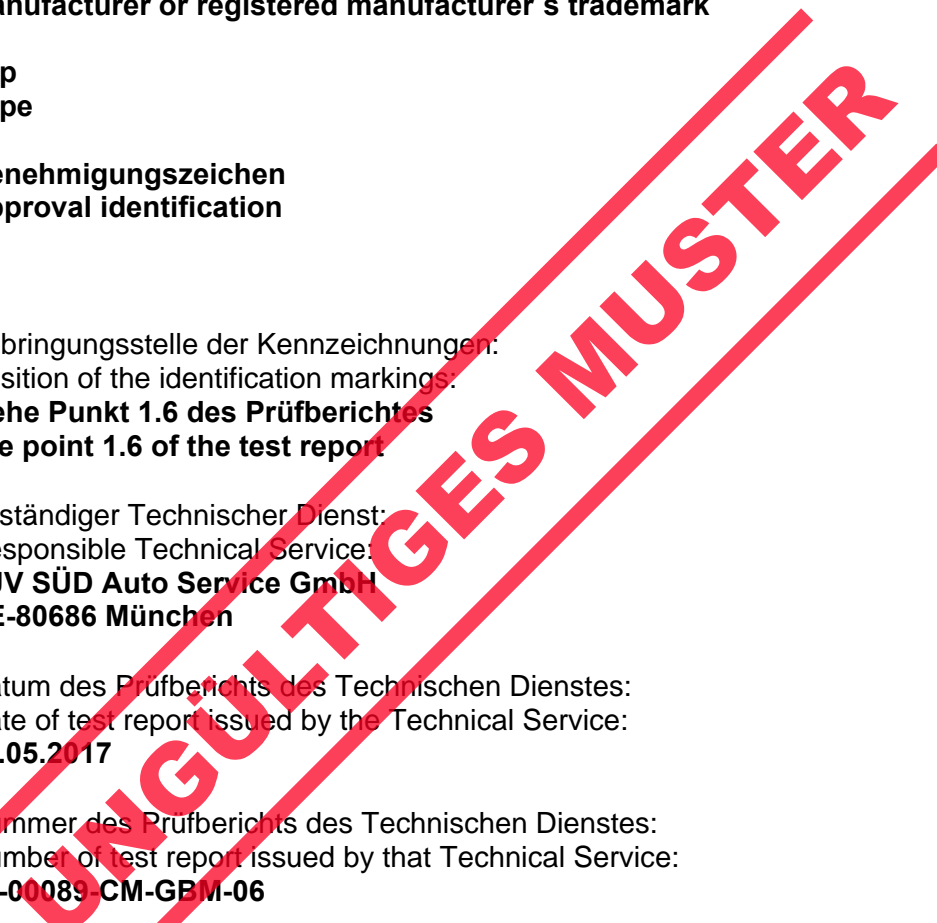 anufacturer or registered manufacturer's trademark
p
pe
enehmigungszeichen
pproval identification
bringungsstelle der Kennzeichnungen:
sition of the identification markings:
ehe Punkt 1.6 des Prüfberichtes
e point 1.6 of the test report
ständiger Technischer Dienst:
esponsible Technical Service:
ÜV SÜD Auto Service GmbH
E-80686 München
atum des Prüfberichts des Technischen Dienstes:
ate of test report issued by the Technical Service:
.05.2017
ummer des Prüfberichts des Technischen Dienstes:
umber of test report issued by that Technical Service:
-00089-CM-GBM-06
UNGÜLTIGES MUSTER